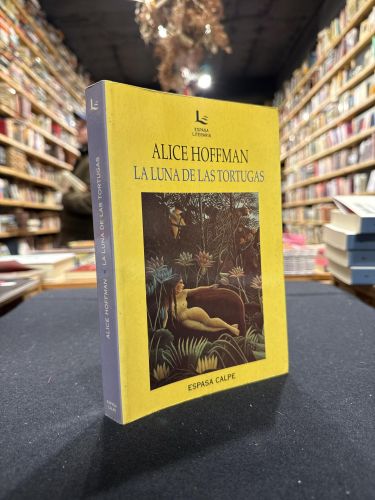 ESPASA
LITERARIA
ALICE HOFFMAN
LA LUNA DE LAS TORTUGAS
ESPASA CALPE
ALICE HOFFMAN • LA LUNA DE LAS TORTUGAS